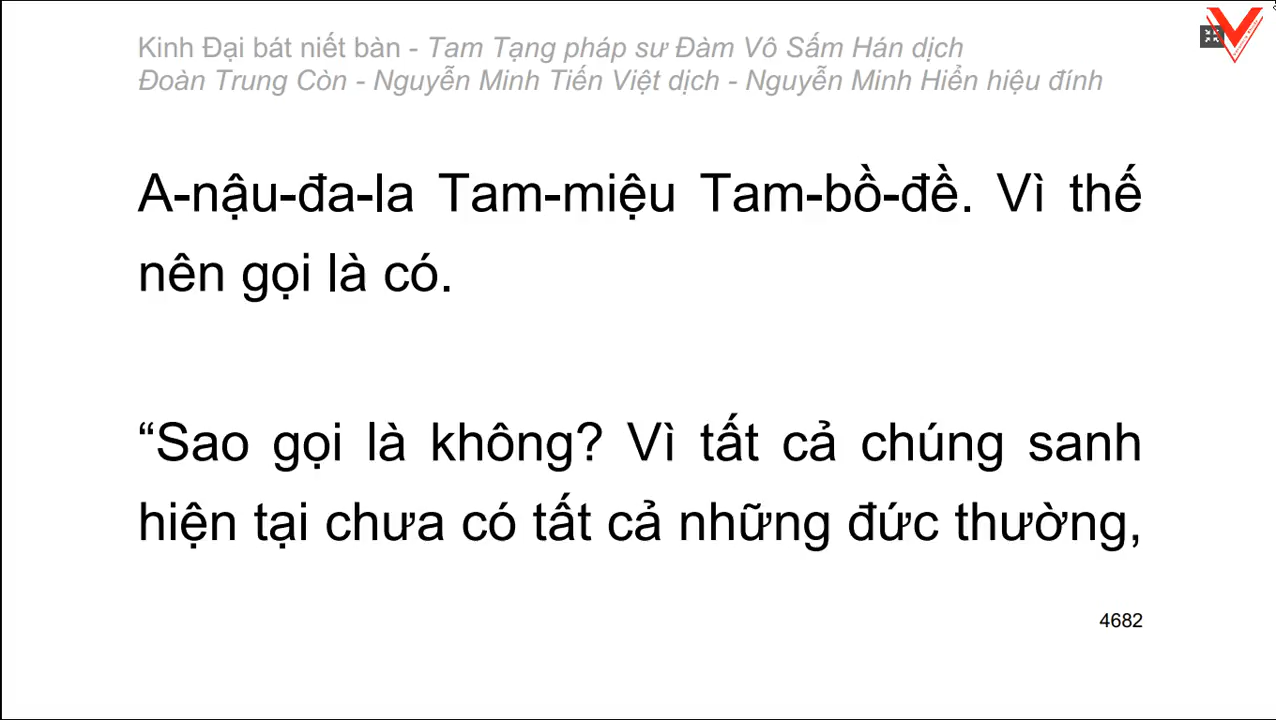 Kinh Đại bát niết bàn - Tam Tạng pháp sư Đàm Vô Sấm Hán dịch
Đoàn Trung Còn - Nguyễn Minh Tiến Việt dịch - Nguyễn Minh Hiển hiệu đính
A-nậu-đa-la Tam-miệu Tam-bồ-đề. Vì thế
nên gọi là có.
“Sao gọi là không? Vì tất cả chúng sanh
hiện tại chưa có tất cả những đức thường,
4682